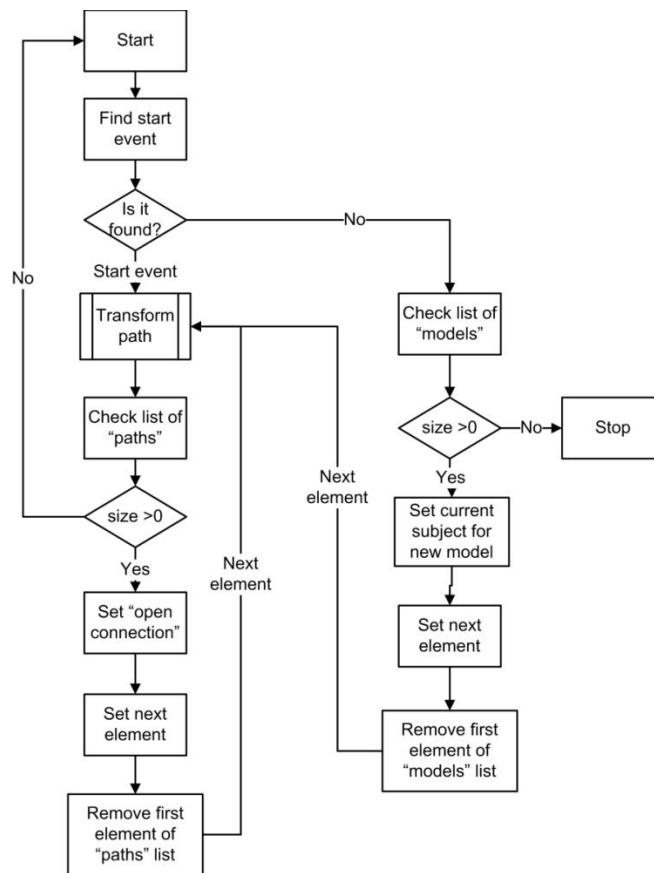 Start
Find start
event
Is it
found?
No
No
Start event
Transform
path
Check list of
“models”
Check list of
“paths”
size >0
No
Stop
Next
element
Yes
Set current
subject for
new model
size >0
Next
element
Yes
Set “open
connection”
Set next
element
Set next
element
Remove first
element of
“models” list
Remove first
element of
“paths” list